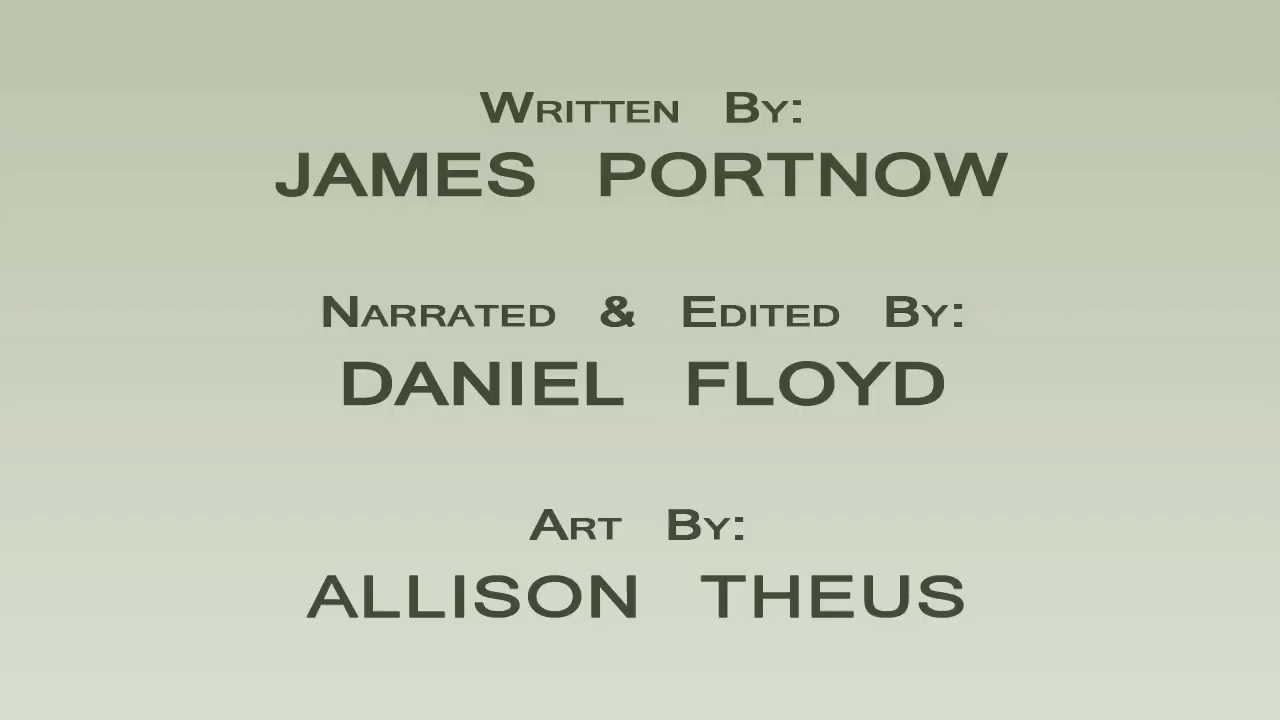 Written By:
JAMES PORTNOW
Narrated & Edited By:
DANIEL FLOYD
Art By:
ALLISON THEUS